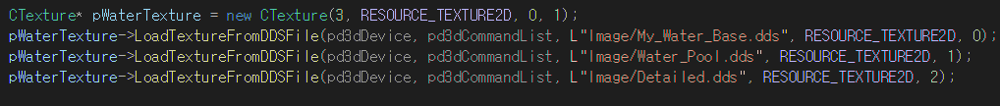 CTexture* pWaterTexture = new CTexture(3, RESOURCE_TEXTURE2D, 0, 1);
pWaterTexture->LoadTextureFromDDSFile(pd3dDevice, pd3dCommandList, L"Image/My_Water_Base.dds", RESOURCE_TEXTURE2D, 0);
pWaterTexture->LoadTextureFromDDSFile(pd3dDevice, pd3dCommandList, L"Image/Water_Pool.dds", RESOURCE_TEXTURE2D, 1);
pWaterTexture->LoadTextureFromDDSFile(pd3dDevice, pd3dCommandList, L"Image/Detailed.dds", RESOURCE_TEXTURE2D, 2);